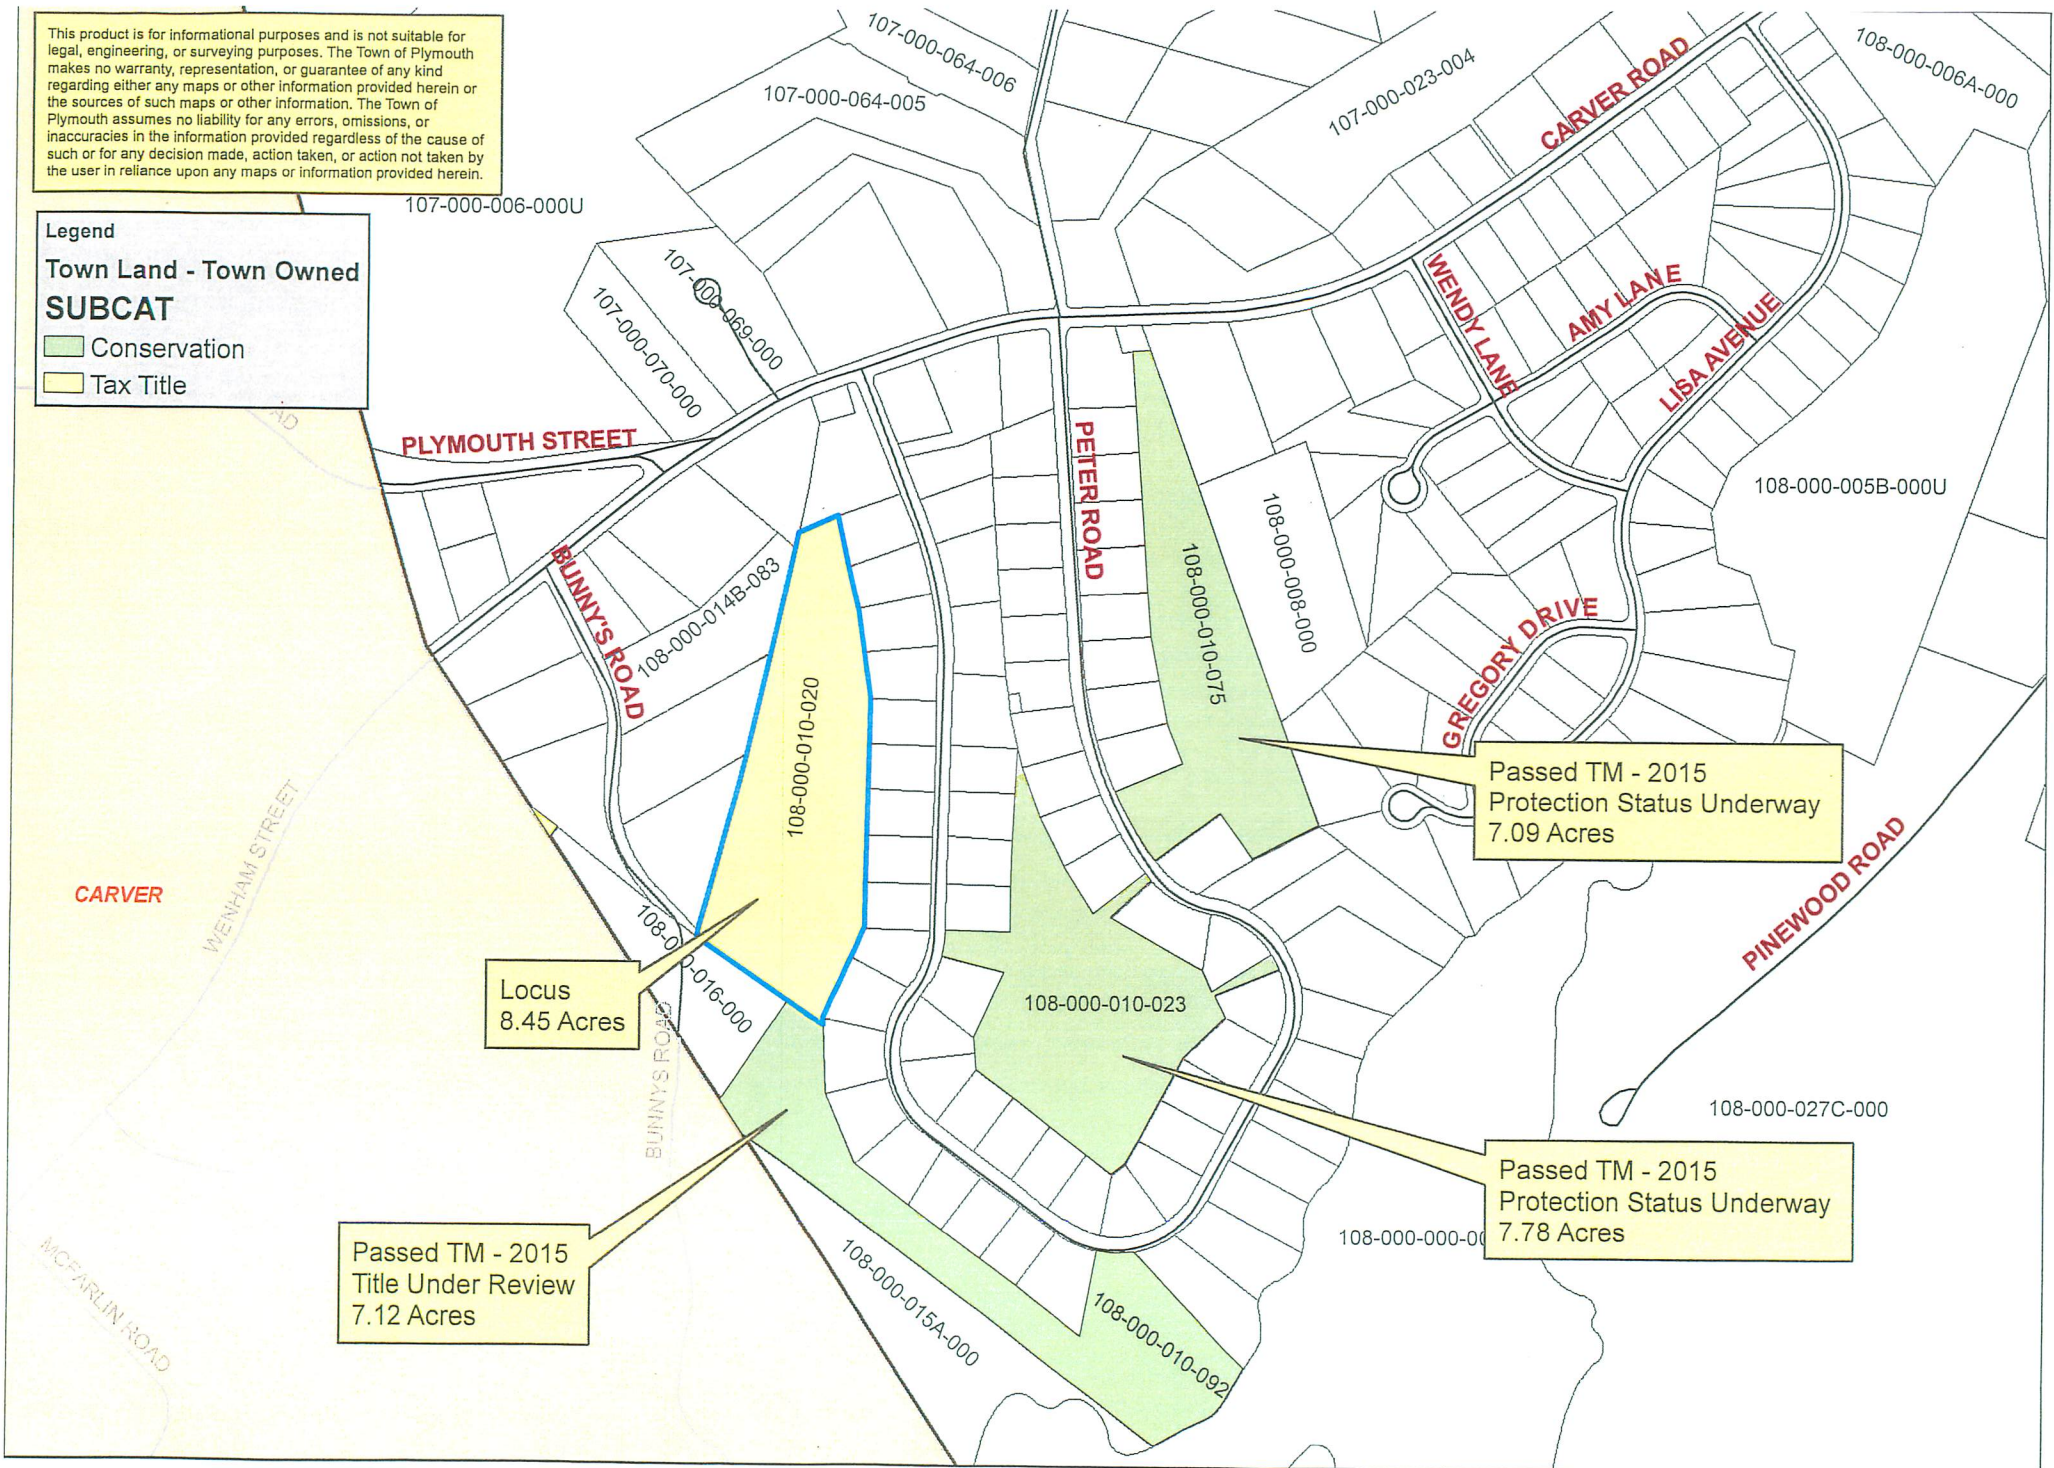 This product is for informational purposes and is not suitable for
legal, engineering, or surveying purposes. The Town of Plymouth
makes no warranty, representation, or guarantee of any kind
regarding either any maps or other information provided herein or
the sources of such maps or other information. The Town of
Plymouth assumes no liability for any errors, omissions, or
inaccuracies in the information provided regardless of the cause of
such or for any decision made, action taken, or action not taken by
the user in reliance upon any maps or information provided herein.
Legend
Town Land - Town Owned
SUBCAT
Conservation
Tax Title
107-000-006-000U
107-000-064-006
107-000-064-005
107-000-023-004
CARVER ROAD
108-000-006A-000
107-000-069-000
107-000-070-000
WENDY LANE
AMY LANE
LISA AVENUE
PLYMOUTH STREET
PETER ROAD
108-000-008-000
108-000-005B-000U
BUNNY'S ROAD
108-000-014B-083
108-000-010-075
GREGORY DRIVE
108-000-010-020
Passed TM - 2015
Protection Status Underway
7.09 Acres
PINEWOOD ROAD
CARVER
WENHAM STREET
Locus
8.45 Acres
108-0
0-016-000
108-000-010-023
BUNNYS ROAD
108-000-027C-000
Passed TM - 2015
Protection Status Underway
7.78 Acres
108-000-000-00
Passed TM - 2015
Title Under Review
7.12 Acres
108-000-015A-000
108-000-010-092
MCFARLIN ROAD
AD